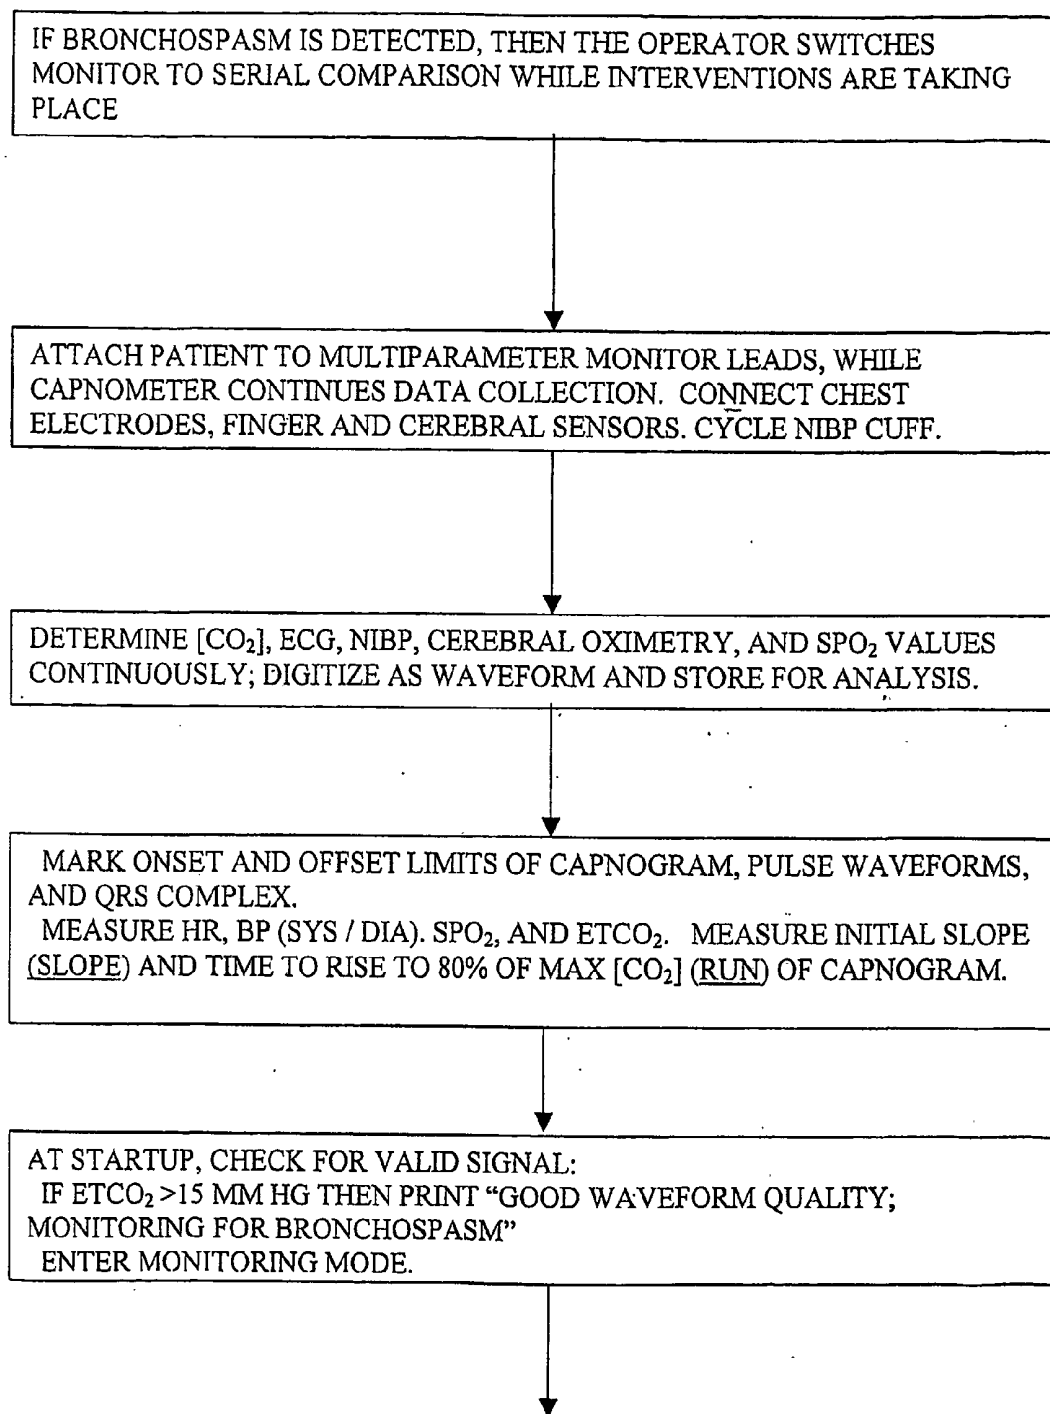 IF BRONCHOSPASM IS DETECTED, THEN THE OPERATOR SWITCHES
MONITOR TO SERIAL COMPARISON WHILE INTERVENTIONS ARE TAKING
PLACE
ATTACH PATIENT TO MULTIPARAMETER MONITOR LEADS, WHILE
CAPNOMETER CONTINUES DATA COLLECTION. CONNECT CHEST
ELECTRODES, FINGER AND CEREBRAL SENSORS. CYCLE NIBP CUFF.
DETERMINE [CO₂], ECG, NIBP, CEREBRAL OXIMETRY, AND SPO₂ VALUES
CONTINUOUSLY; DIGITIZE AS WAVEFORM AND STORE FOR ANALYSIS.
MARK ONSET AND OFFSET LIMITS OF CAPNOGRAM, PULSE WAVEFORMS,
AND QRS COMPLEX.
MEASURE HR, BP (SYS / DIA). SPO₂, AND ETCO₂. MEASURE INITIAL SLOPE
(SLOPE) AND TIME TO RISE TO 80% OF MAX [CO₂] (RUN) OF CAPNOGRAM.
AT STARTUP, CHECK FOR VALID SIGNAL:
IF ETCO₂ >15 MM HG THEN PRINT “GOOD WAVEFORM QUALITY;
MONITORING FOR BRONCHOSPASM”
ENTER MONITORING MODE.